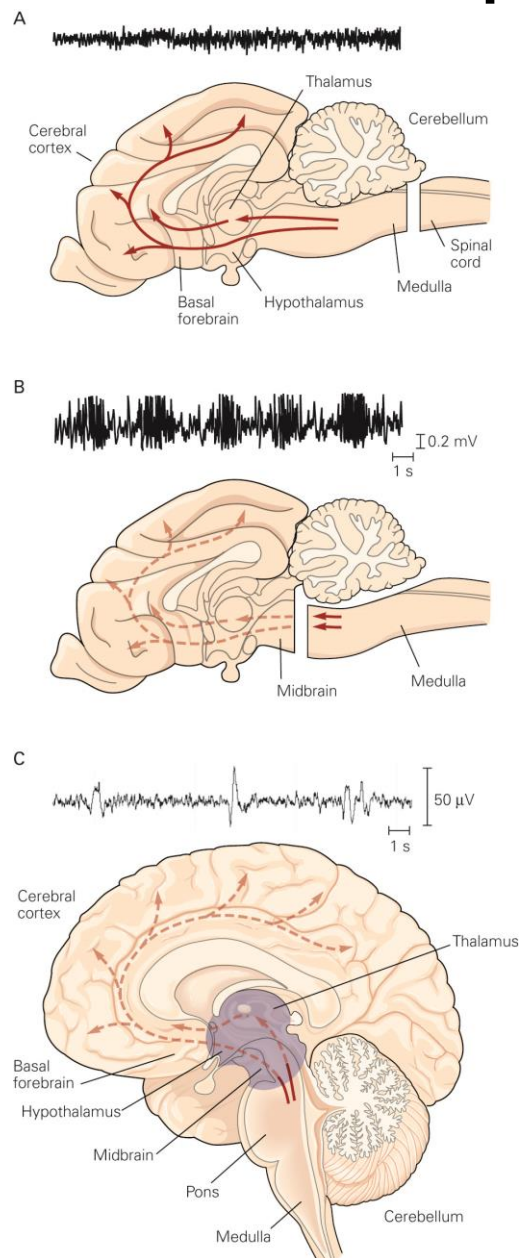 A
Thalamus
Cerebral
cortex
Cerebellum
Spinal
cord
Medulla
Basal
forebrain
Hypothalamus
B
0.2 mV
1 s
Midbrain
Medulla
C
50 μV
1 s
Cerebral
cortex
Thalamus
Basal
forebrain
Hypothalamus
Midbrain
Pons
Medulla
Cerebellum